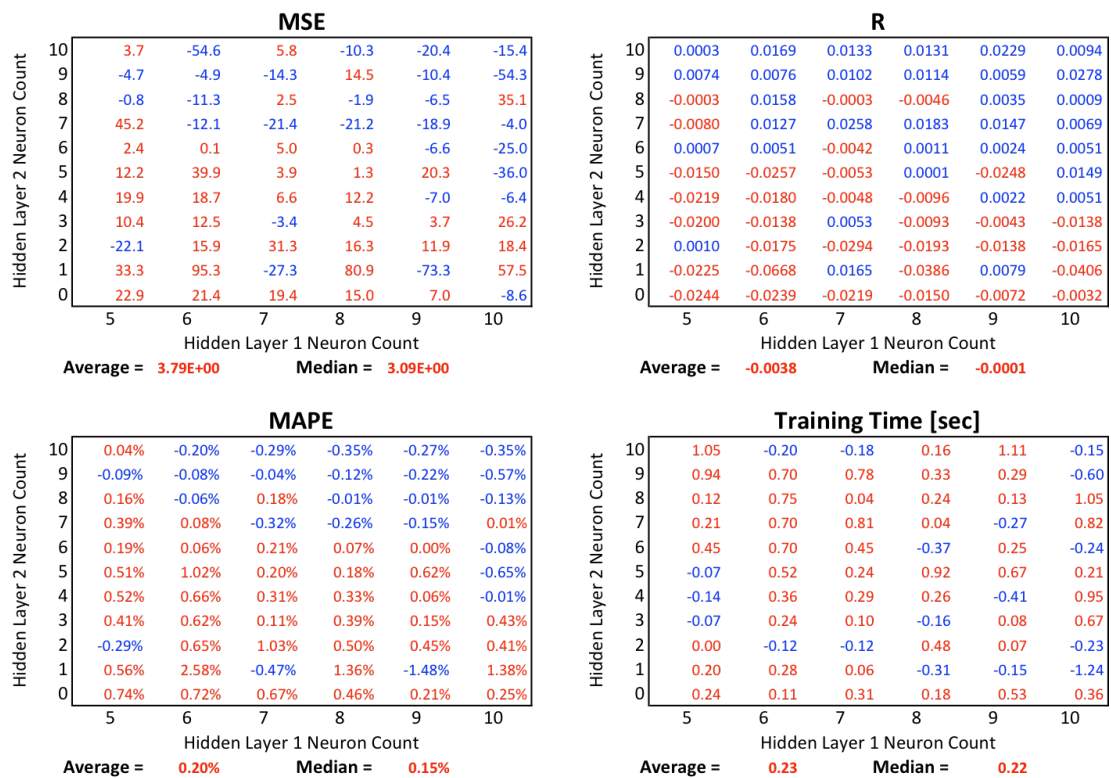 MSE
Hidden Layer 2 Neuron Count
10 3.7 -54.6 5.8 -10.3 -20.4 -15.4
9 -4.7 -4.9 -14.3 14.5 -10.4 -54.3
8 -0.8 -11.3 2.5 -1.9 -6.5 35.1
7 45.2 -12.1 -21.4 -21.2 -18.9 -4.0
6 2.4 0.1 5.0 0.3 -6.6 -25.0
5 12.2 39.9 3.9 1.3 20.3 -36.0
4 19.9 18.7 6.6 12.2 -7.0 -6.4
3 10.4 12.5 -3.4 4.5 3.7 26.2
2 -22.1 15.9 31.3 16.3 11.9 18.4
1 33.3 95.3 -27.3 80.9 -73.3 57.5
0 22.9 21.4 19.4 15.0 7.0 -8.6
5 6 7 8 9 10
Hidden Layer 1 Neuron Count
Average = 3.79E+00 Median = 3.09E+00
R
Hidden Layer 2 Neuron Count
10 0.0003 0.0169 0.0133 0.0131 0.0229 0.0094
9 0.0074 0.0076 0.0102 0.0114 0.0059 0.0278
8 -0.0003 0.0158 -0.0003 -0.0046 0.0035 0.0009
7 -0.0080 0.0127 0.0258 0.0183 0.0147 0.0069
6 0.0007 0.0051 -0.0042 0.0011 0.0024 0.0051
5 -0.0150 -0.0257 -0.0053 0.0001 -0.0248 0.0149
4 -0.0219 -0.0180 -0.0048 -0.0096 0.0022 0.0051
3 -0.0200 -0.0138 0.0053 -0.0093 -0.0043 -0.0138
2 0.0010 -0.0175 -0.0294 -0.0193 -0.0138 -0.0165
1 -0.0225 -0.0668 0.0165 -0.0386 0.0079 -0.0406
0 -0.0244 -0.0239 -0.0219 -0.0150 -0.0072 -0.0032
5 6 7 8 9 10
Hidden Layer 1 Neuron Count
Average = -0.0038 Median = -0.0001
MAPE
Hidden Layer 2 Neuron Count
10 0.04% -0.20% -0.29% -0.35% -0.27% -0.35%
9 -0.09% -0.08% -0.04% -0.12% -0.22% -0.57%
8 0.16% -0.06% 0.18% -0.01% -0.01% -0.13%
7 0.39% 0.08% -0.32% -0.26% -0.15% 0.01%
6 0.19% 0.06% 0.21% 0.07% 0.00% -0.08%
5 0.51% 1.02% 0.20% 0.18% 0.62% -0.65%
4 0.52% 0.66% 0.31% 0.33% 0.06% -0.01%
3 0.41% 0.62% 0.11% 0.39% 0.15% 0.43%
2 -0.29% 0.65% 1.03% 0.50% 0.45% 0.41%
1 0.56% 2.58% -0.47% 1.36% -1.48% 1.38%
0 0.74% 0.72% 0.67% 0.46% 0.21% 0.25%
5 6 7 8 9 10
Hidden Layer 1 Neuron Count
Average = 0.20% Median = 0.15%
Training Time [sec]
Hidden Layer 2 Neuron Count
10 1.05 -0.20 -0.18 0.16 1.11 -0.15
9 0.94 0.70 0.78 0.33 0.29 -0.60
8 0.12 0.75 0.04 0.24 0.13 1.05
7 0.21 0.70 0.81 0.04 -0.27 0.82
6 0.45 0.70 0.45 -0.37 0.25 -0.24
5 -0.07 0.52 0.24 0.92 0.67 0.21
4 -0.14 0.36 0.29 0.26 -0.41 0.95
3 -0.07 0.24 0.10 -0.16 0.08 0.67
2 0.00 -0.12 -0.12 0.48 0.07 -0.23
1 0.20 0.28 0.06 -0.31 -0.15 -1.24
0 0.24 0.11 0.31 0.18 0.53 0.36
5 6 7 8 9 10
Hidden Layer 1 Neuron Count
Average = 0.23 Median = 0.22